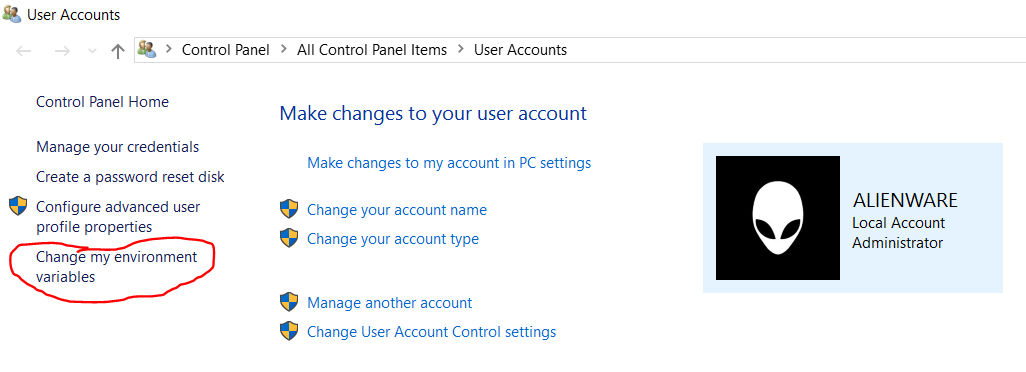 User Accounts
Control Panel > All Control Panel Items > User Accounts
Control Panel Home
Manage your credentials
Create a password reset disk
Configure advanced user
profile properties
Change my environment
variables
Make changes to your user account
Make changes to my account in PC settings
Change your account name
Change your account type
Manage another account
Change User Account Control settings
ALIENWARE
Local Account
Administrator